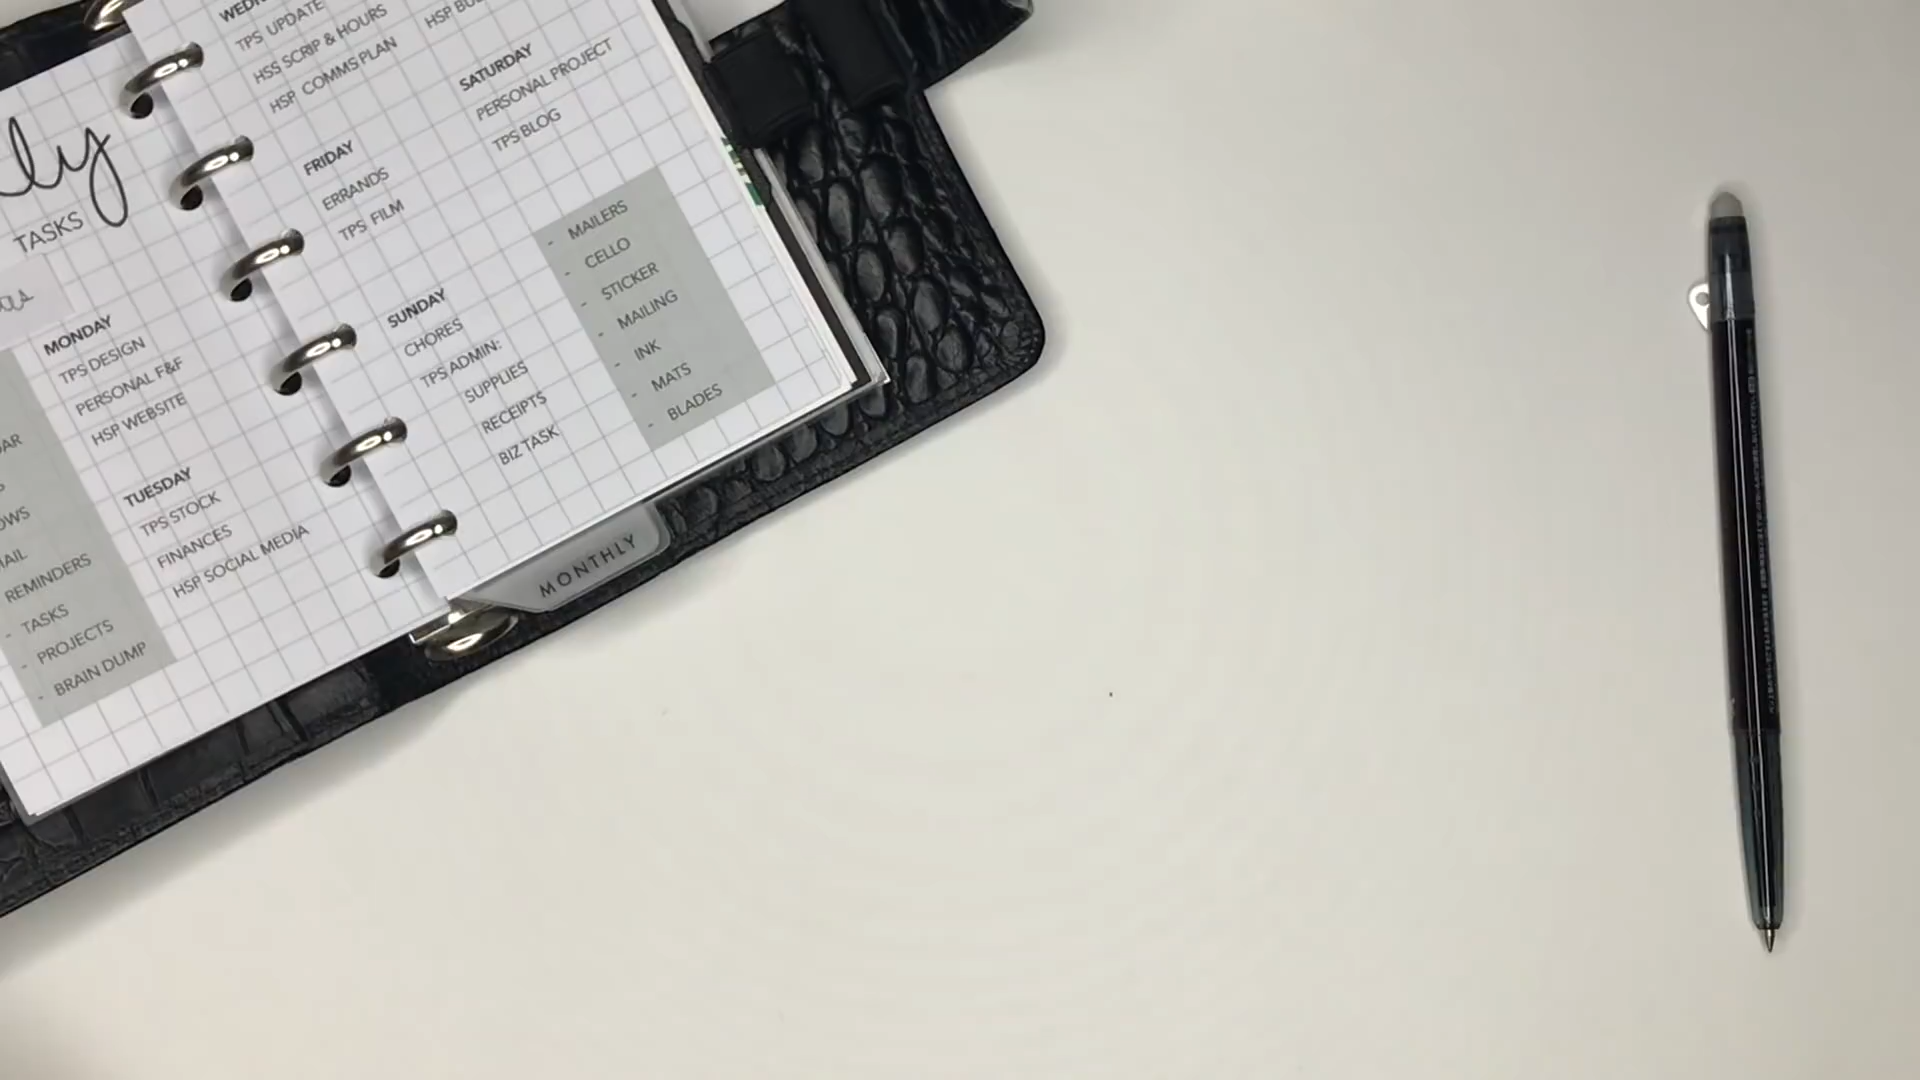 TASKS
MONDAY
TPS DESIGN
PERSONAL F&F
HSP WEBSITE
TUESDAY
TPS STOCK
FINANCES
HSP SOCIAL MEDIA
REMINDERS
- TASKS
- PROJECTS
- BRAIN DUMP
TPS UPDATE
HSS SCRIP & HOURS
HSP COMMS PLAN
FRIDAY
ERRANDS
TPS FILM
HSP
SATURDAY
PERSONAL PROJECT
TPS BLOG
SUNDAY
CHORES
TPS ADMIN:
SUPPLIES
RECEIPTS
BIZ TASK
- MAILERS
- CELLO
- STICKER
- MAILING
- INK
- MATS
- BLADES
MONTHLY